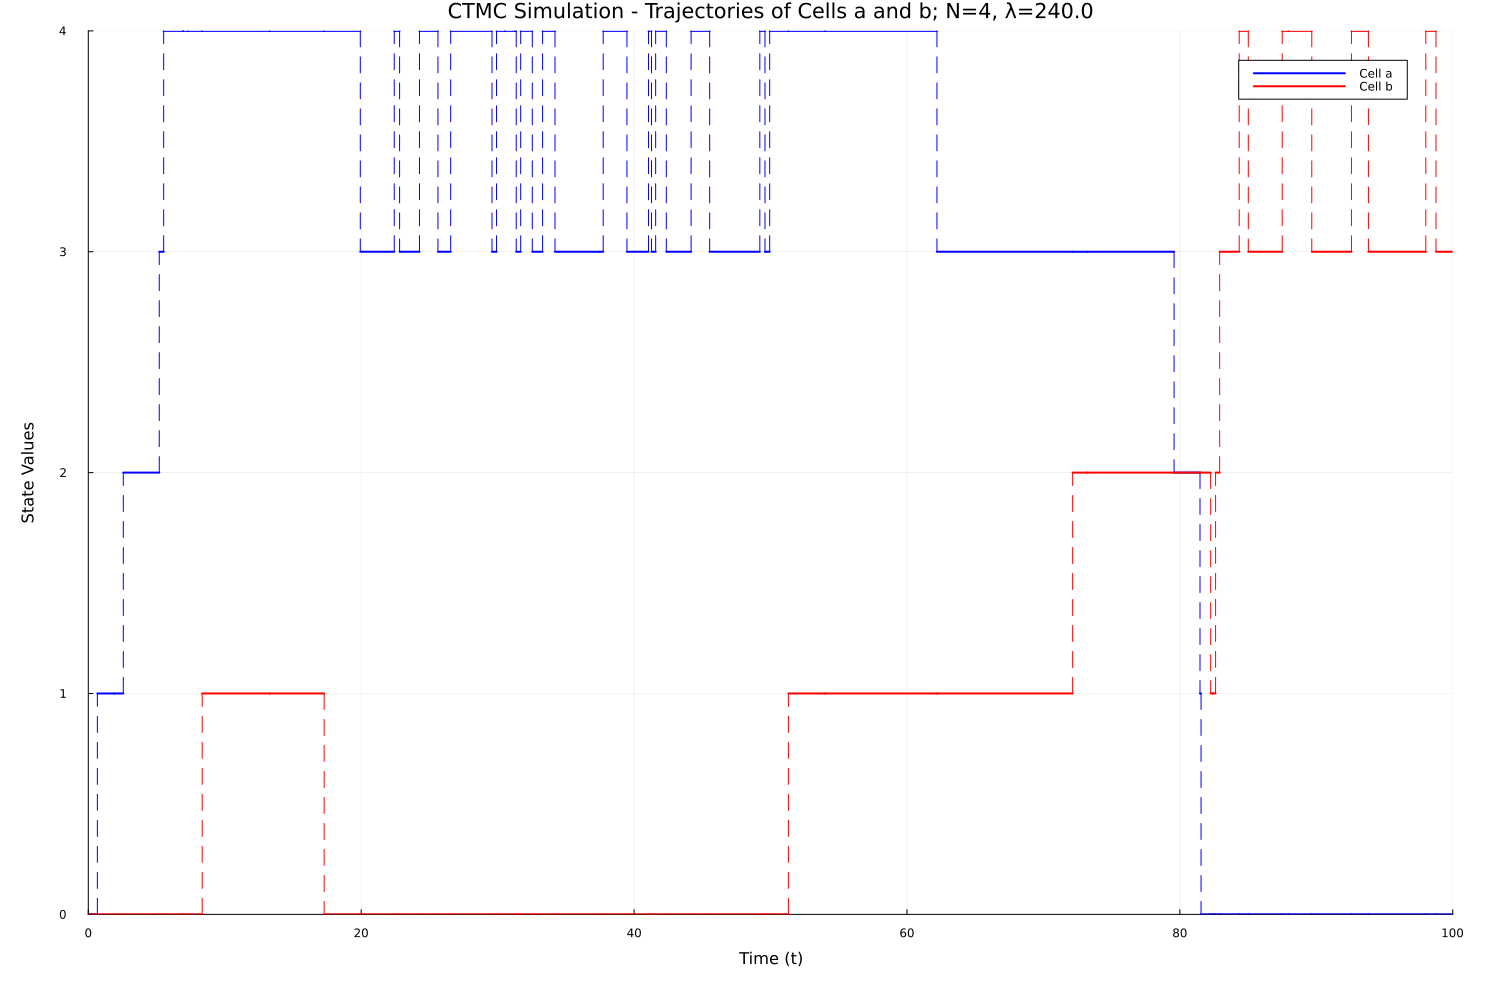 CTMC Simulation - Trajectories of Cells a and b; N=4, λ=240.0
4
Cell a
Cell b
3
State Values
2
1
0
0 20 40 60 80 100
Time (t)